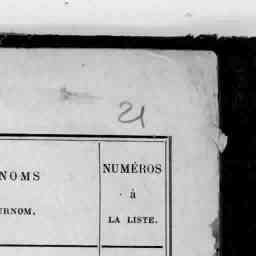 21
NOMS
NUMÉROS
à
URNOM.
LA LISTE.